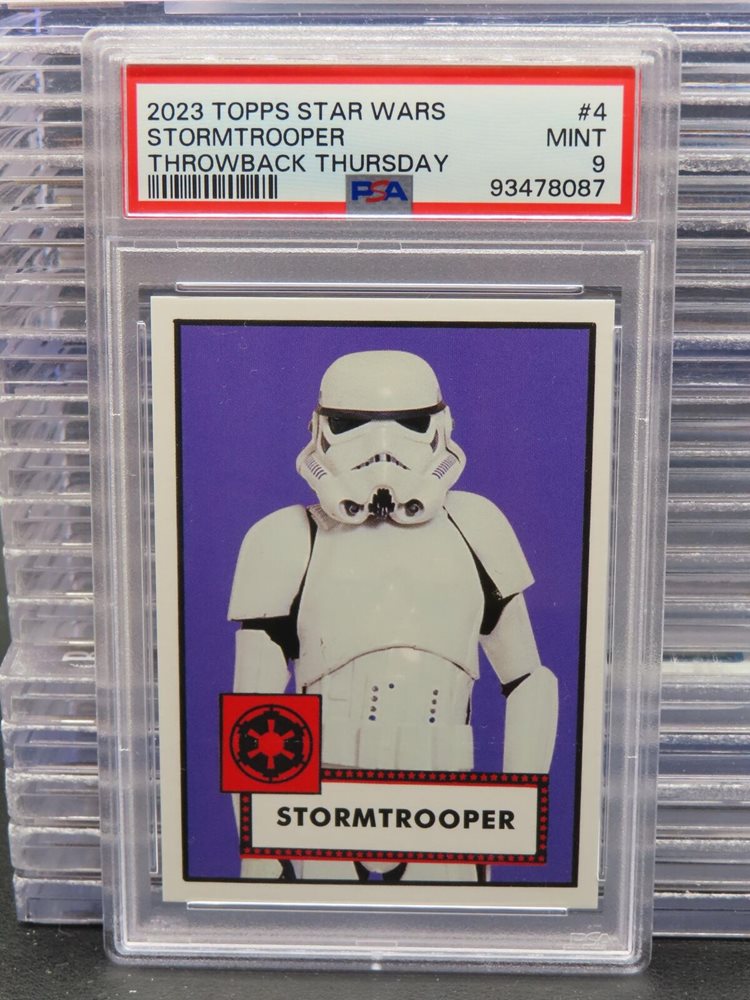 2023 TOPPS STAR WARS #4
STORMTROOPER MINT
THROWBACK THURSDAY 9
PSA 93478087
STORMTROOPER